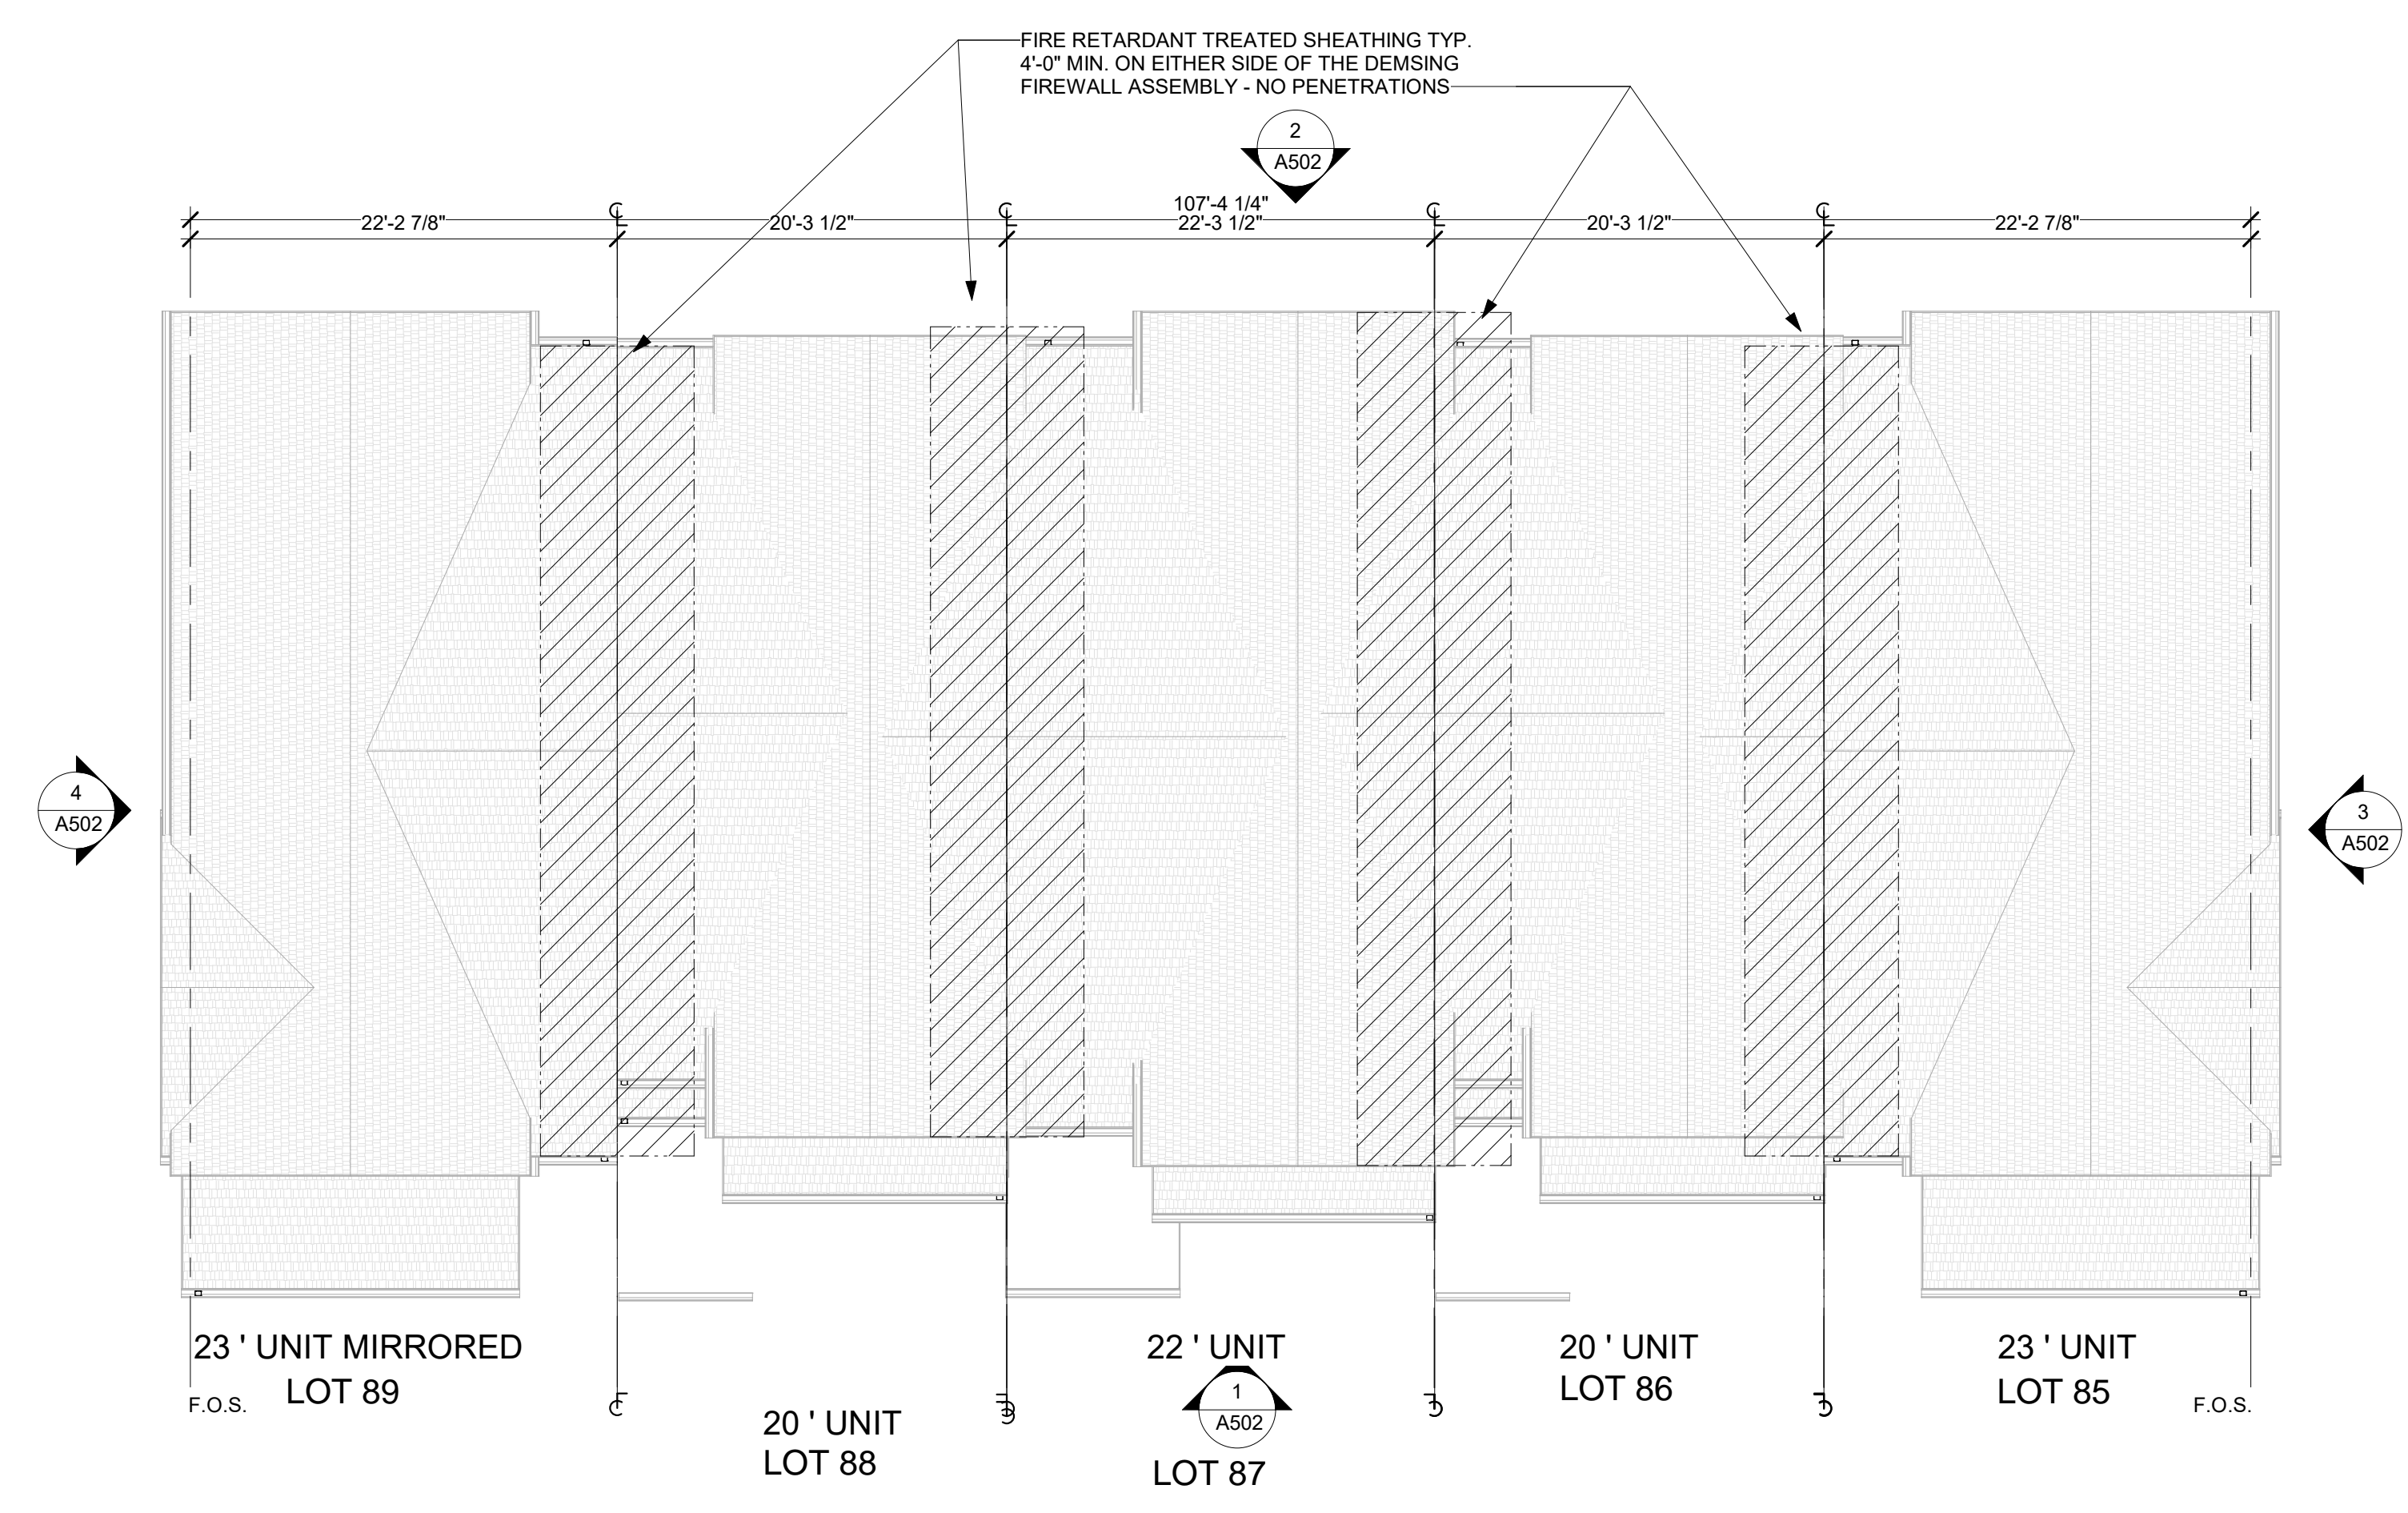 FIRE RETARDANT TREATED SHEATHING TYP.
4'-0" MIN. ON EITHER SIDE OF THE DEMSING
FIREWALL ASSEMBLY - NO PENETRATIONS
2
A502
107'-4 1/4"
22'-2 7/8"
20'-3 1/2"
22'-3 1/2"
20'-3 1/2"
22'-2 7/8"
4
A502
3
A502
23 ' UNIT MIRRORED
LOT 89
F.O.S.
20 ' UNIT
LOT 88
22 ' UNIT
1
A502
LOT 87
20 ' UNIT
LOT 86
23 ' UNIT
LOT 85
F.O.S.